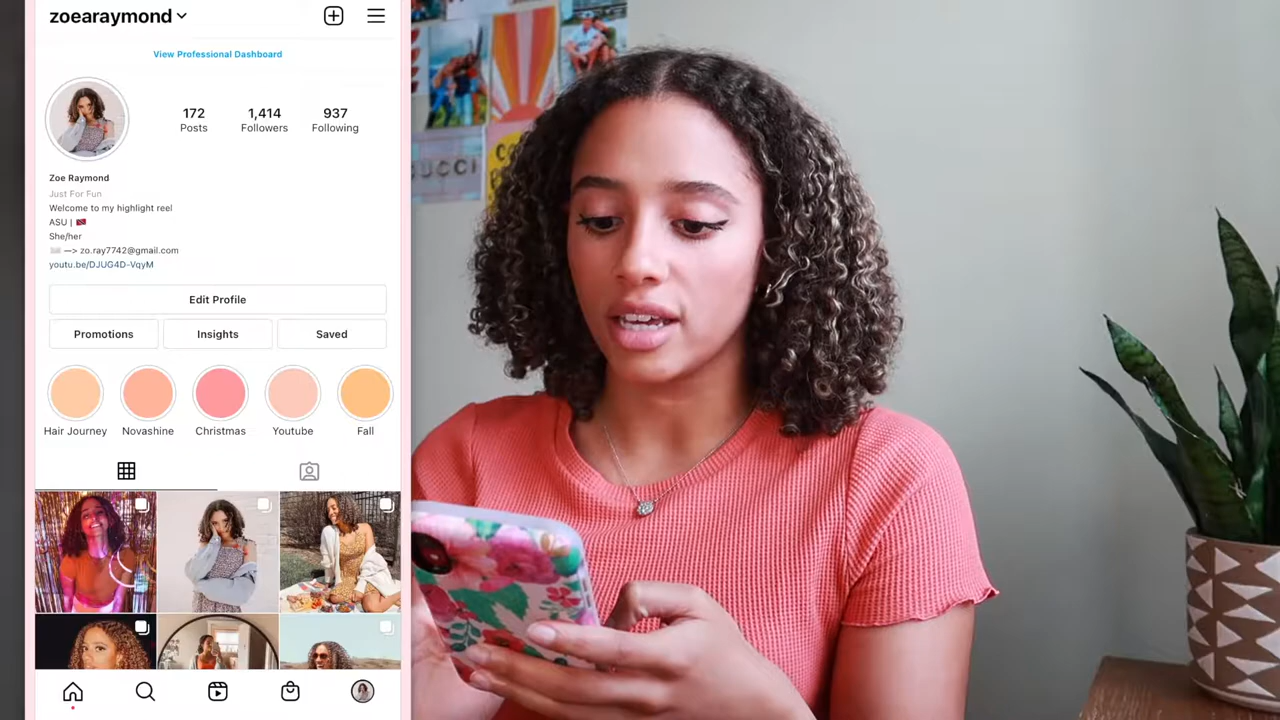 zoearaymond
View Professional Dashboard
172 1,414 937
Posts Followers Following
Zoe Raymond
Just For Fun
Welcome to my highlight reel
ASU | 🇹🇹
She/her
📨 —> zo.ray7742@gmail.com
youtu.be/DJUG4D-VqyM
Edit Profile
Promotions Insights Saved
Hair Journey Novashine Christmas Youtube Fall
UCCI